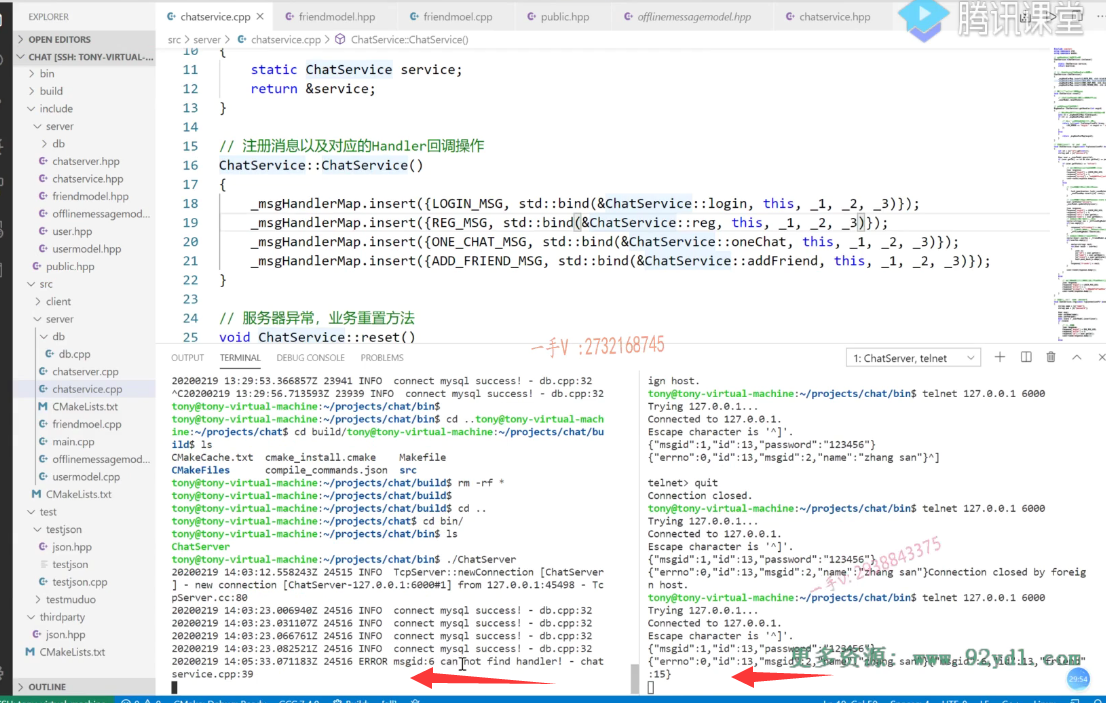 EXPLORER
OPEN EDITORS
CHAT [SSH: TONY-VIRTUAL-...
bin
build
include
server
db
chatserver.hpp
chatservice.hpp
friendmodel.hpp
offlinemessagemod...
user.hpp
usermodel.hpp
public.hpp
src
client
server
db
db.cpp
chatserver.cpp
chatservice.cpp
CMakeLists.txt
friendmoel.cpp
main.cpp
offlinemessagemod...
usermodel.cpp
CMakeLists.txt
test
testjson
json.hpp
testjson
testjson.cpp
testmuduo
thirdparty
json.hpp
CMakeLists.txt
OUTLINE
chatservice.cpp
friendmodel.hpp
friendmoel.cpp
public.hpp
offlinemessagemodel.hpp
chatservice.hpp
腾讯课堂
src > server > chatservice.cpp > ChatService::ChatService()
10 {
11 static ChatService service;
12 return &service;
13 }
14
15 // 注册消息以及对应的Handler回调操作
16 ChatService::ChatService()
17 {
18 _msgHandlerMap.insert({LOGIN_MSG, std::bind(&ChatService::login, this, _1, _2, _3)});
19 _msgHandlerMap.insert({REG_MSG, std::bind(&ChatService::reg, this, _1, _2, _3)});
20 _msgHandlerMap.insert({ONE_CHAT_MSG, std::bind(&ChatService::oneChat, this, _1, _2, _3)});
21 _msgHandlerMap.insert({ADD_FRIEND_MSG, std::bind(&ChatService::addFriend, this, _1, _2, _3)});
22 }
23
24 // 服务器异常，业务重置方法
25 void ChatService::reset()
一手V :2732168745
OUTPUT TERMINAL DEBUG CONSOLE PROBLEMS
1: ChatServer, telnet
20200219 13:29:53.366857Z 23941 INFO connect mysql success! - db.cpp:32
^C20200219 13:29:56.713593Z 23939 INFO connect mysql success! - db.cpp:32
tony@tony-virtual-machine:~/projects/chat/bin$
tony@tony-virtual-machine:~/projects/chat/bin$ cd ..tony@tony-virtual-mach
ine:~/projects/chat$ cd build/tony@tony-virtual-machine:~/projects/chat/bu
ild$ ls
CMakeCache.txt cmake_install.cmake Makefile
CMakeFiles compile_commands.json src
tony@tony-virtual-machine:~/projects/chat/build$ rm -rf *
tony@tony-virtual-machine:~/projects/chat/build$
tony@tony-virtual-machine:~/projects/chat/build$ cd ..
tony@tony-virtual-machine:~/projects/chat$ cd bin/
tony@tony-virtual-machine:~/projects/chat/bin$ ls
ChatServer
tony@tony-virtual-machine:~/projects/chat/bin$ ./ChatServer
20200219 14:03:12.558243Z 24515 INFO TcpServer::newConnection [ChatServer
] - new connection [ChatServer-127.0.0.1:6000#1] from 127.0.0.1:45498 - Tc
pServer.cc:80
20200219 14:03:23.006940Z 24516 INFO connect mysql success! - db.cpp:32
20200219 14:03:23.031107Z 24516 INFO connect mysql success! - db.cpp:32
20200219 14:03:23.066761Z 24516 INFO connect mysql success! - db.cpp:32
20200219 14:03:23.082521Z 24516 INFO connect mysql success! - db.cpp:32
20200219 14:05:33.071183Z 24516 ERROR msgid:6 can not find handler! - chat
service.cpp:39
ign host.
tony@tony-virtual-machine:~/projects/chat/bin$ telnet 127.0.0.1 6000
Trying 127.0.0.1...
Connected to 127.0.0.1.
Escape character is '^]'.
{"msgid":1,"id":13,"password":"123456"}
{"errno":0,"id":13,"msgid":2,"name":"zhang san"}^]
telnet> quit
Connection closed.
tony@tony-virtual-machine:~/projects/chat/bin$ telnet 127.0.0.1 6000
Trying 127.0.0.1...
Connected to 127.0.0.1.
Escape character is '^]'.
{"msgid":1,"id":13,"password":"123456"}
{"errno":0,"id":13,"msgid":2,"name":"zhang san"}Connection closed by foreig
n host.
tony@tony-virtual-machine:~/projects/chat/bin$ telnet 127.0.0.1 6000
Trying 127.0.0.1...
Connected to 127.0.0.1.
Escape character is '^]'.
{"msgid":1,"id":13,"password":"123456"}
{"errno":0,"id":13,"msgid":2,"name":"zhang san"}
:15}
更多资源：www.92ydl.com
29:54